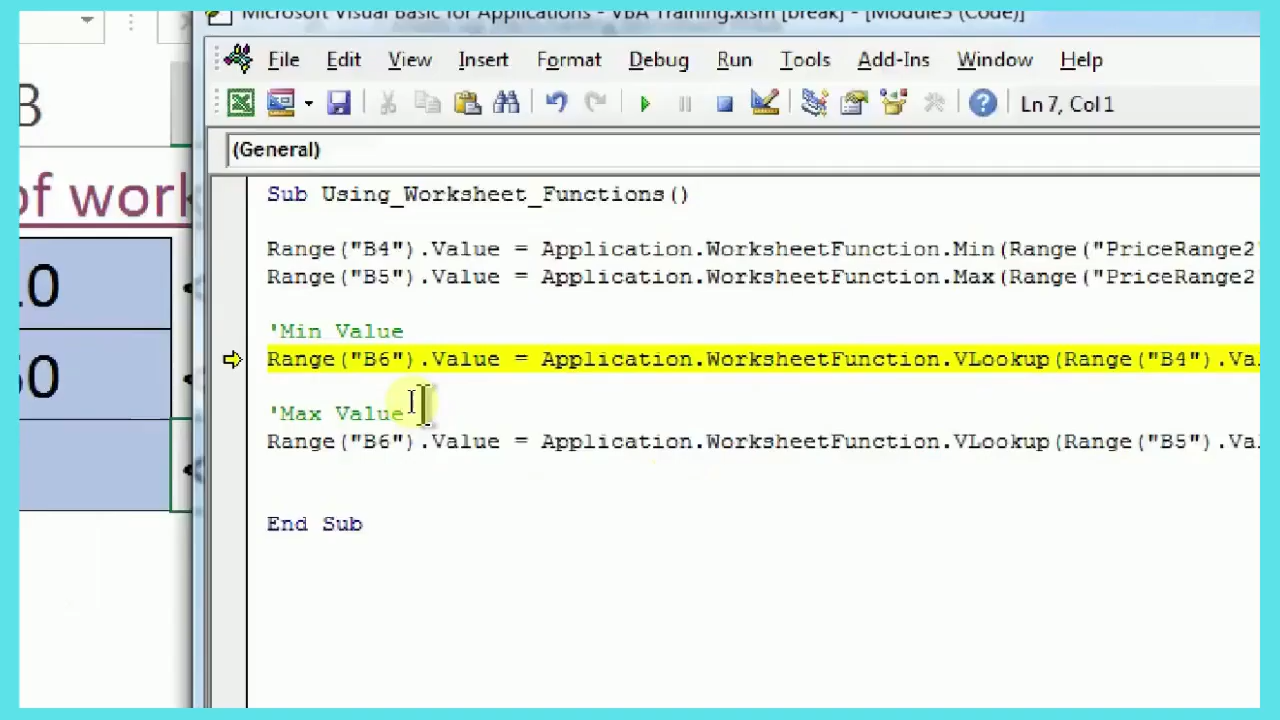 Microsoft Visual Basic for Applications - VBA Training.xlsm [break] - [Module3 (Code)]
File Edit View Insert Format Debug Run Tools Add-Ins Window Help
Ln 7, Col 1
B
(General)
of work
Sub Using_Worksheet_Functions()
Range("B4").Value = Application.WorksheetFunction.Min(Range("PriceRange2"
Range("B5").Value = Application.WorksheetFunction.Max(Range("PriceRange2
10
'Min Value
Range("B6").Value = Application.WorksheetFunction.VLookup(Range("B4").Va
'Max Value
Range("B6").Value = Application.WorksheetFunction.VLookup(Range("B5").Va
End Sub